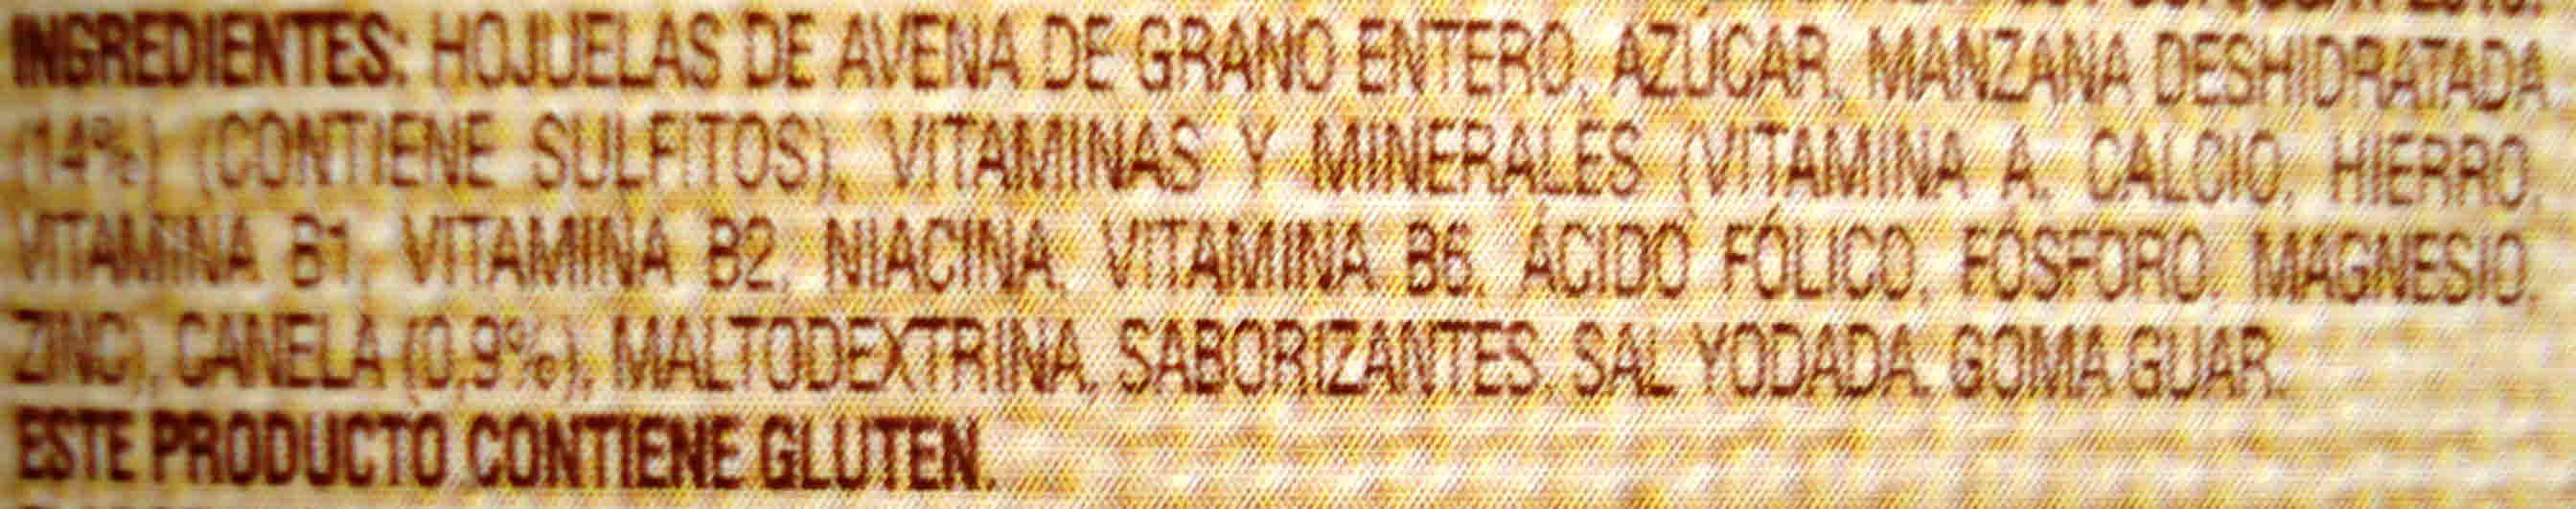 INGREDIENTES: HOJUELAS DE AVENA DE GRANO ENTERO, AZÚCAR, MANZANA DESHIDRATADA
(14%) (CONTIENE SULFITOS), VITAMINAS Y MINERALES (VITAMINA A, CALCIO, HIERRO,
VITAMINA B1, VITAMINA B2, NIACINA, VITAMINA B6, ÁCIDO FÓLICO, FÓSFORO, MAGNESIO,
ZINC), CANELA (0,9%), MALTODEXTRINA, SABORIZANTES, SAL YODADA, GOMA GUAR.
ESTE PRODUCTO CONTIENE GLUTEN.